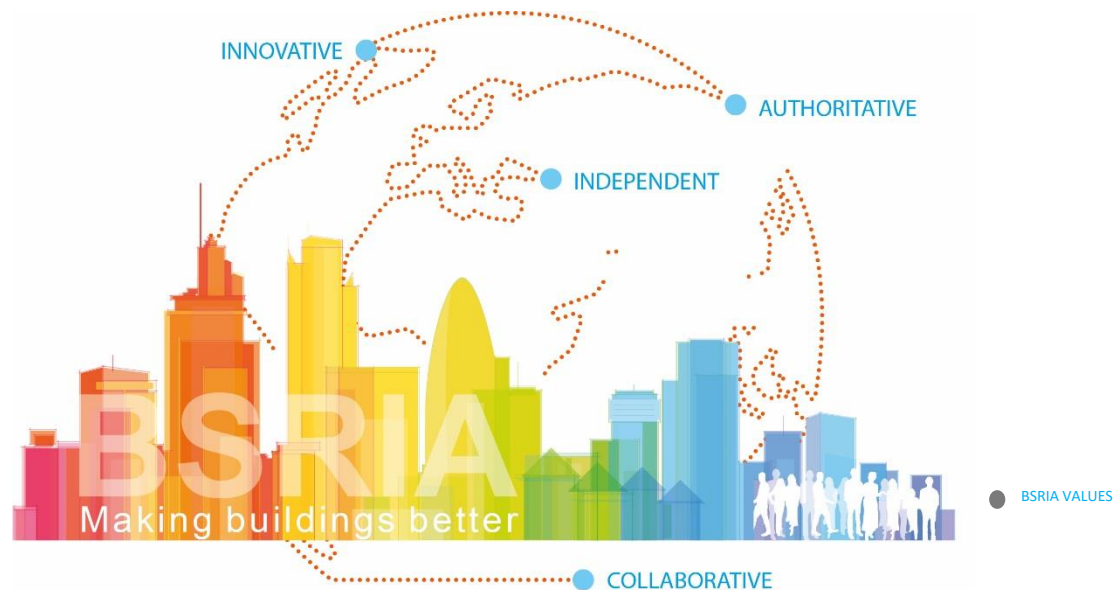 INNOVATIVE
AUTHORITATIVE
INDEPENDENT
BSRIA
Making buildings better
BSRIA VALUES
COLLABORATIVE